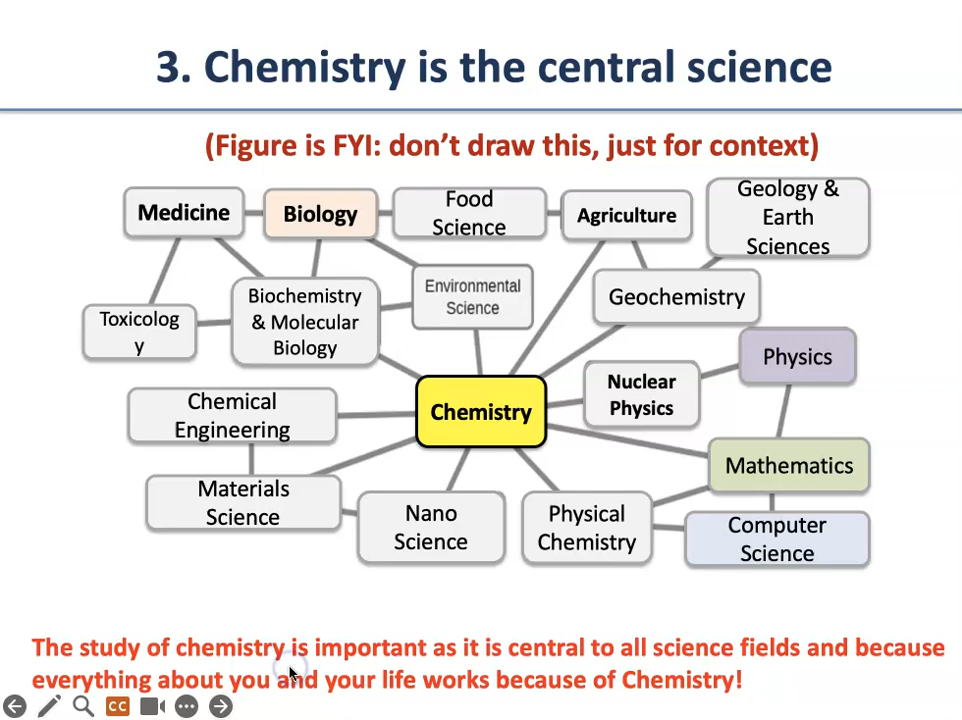 3. Chemistry is the central science
(Figure is FYI: don't draw this, just for context)
Medicine
Biology
Food
Science
Agriculture
Geology &
Earth
Sciences
Toxicolog
y
Biochemistry
& Molecular
Biology
Environmental
Science
Geochemistry
Physics
Nuclear
Physics
Chemistry
Chemical
Engineering
Mathematics
Materials
Science
Nano
Science
Physical
Chemistry
Computer
Science
The study of chemistry is important as it is central to all science fields and because
everything about you and your life works because of Chemistry!
CC